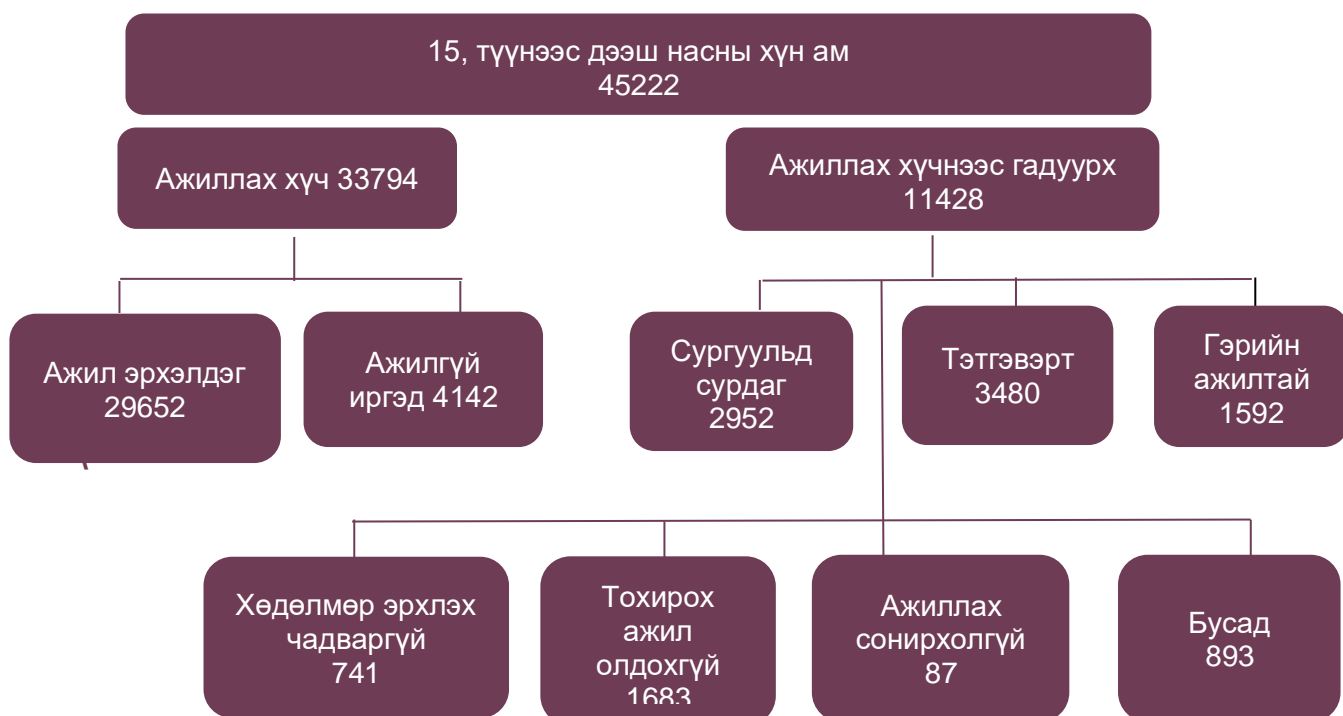 15, түүнээс дээш насны хүн ам
45222
Ажиллах хүч 33794
Ажиллах хүчнээс гадуурх
11428
Ажил эрхэлдэг
29652
Ажилгүй
иргэд 4142
Сургуульд
сурдаг
2952
Тэтгэвэрт
3480
Гэрийн
ажилтай
1592
Хөдөлмөр эрхлэх
чадваргүй
741
Тохирох
ажил
олдохгүй
1683
Ажиллах
сонирхолгүй
87
Бусад
893